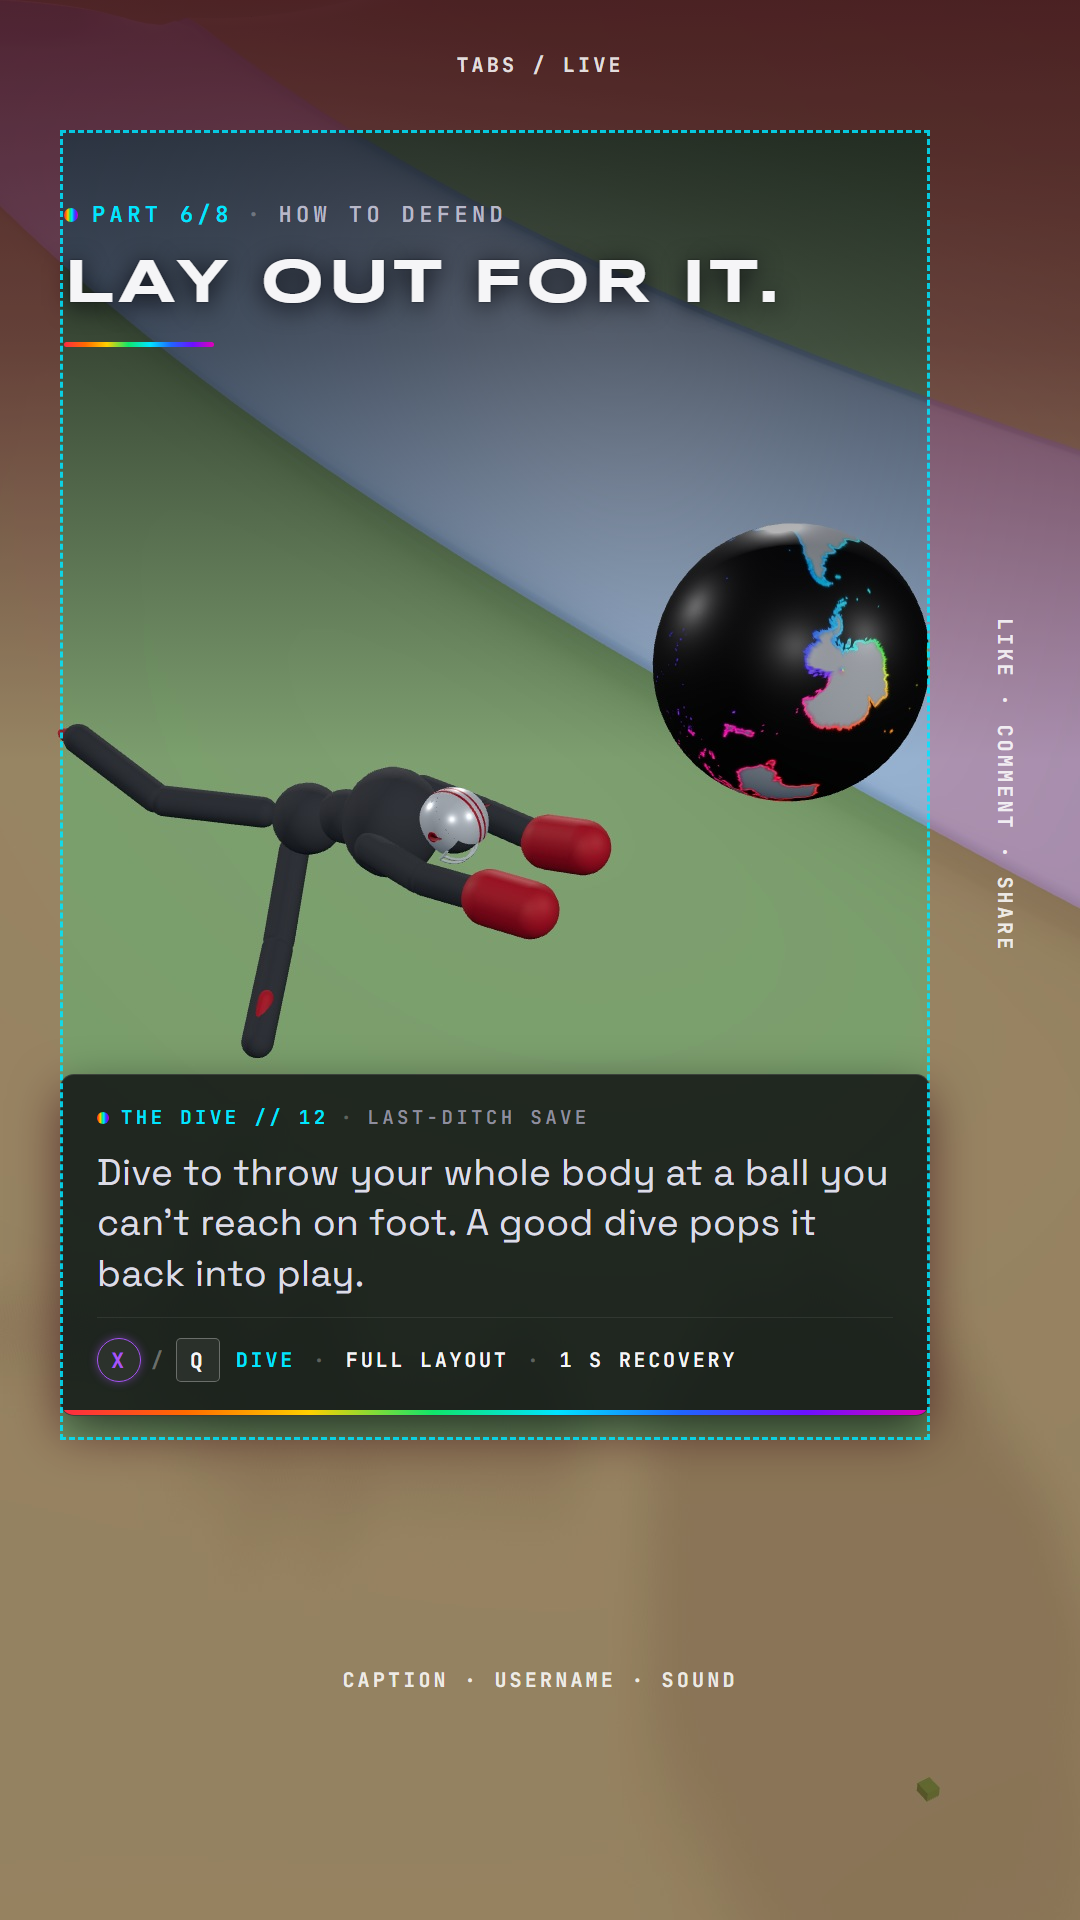 TABS / LIVE
PART 6/8 · HOW TO DEFEND
LAY OUT FOR IT.
LIKE · COMMENT · SHARE
THE DIVE // 12 · LAST-DITCH SAVE
Dive to throw your whole body at a ball you
can’t reach on foot. A good dive pops it
back into play.
X / Q DIVE · FULL LAYOUT · 1 S RECOVERY
CAPTION · USERNAME · SOUND